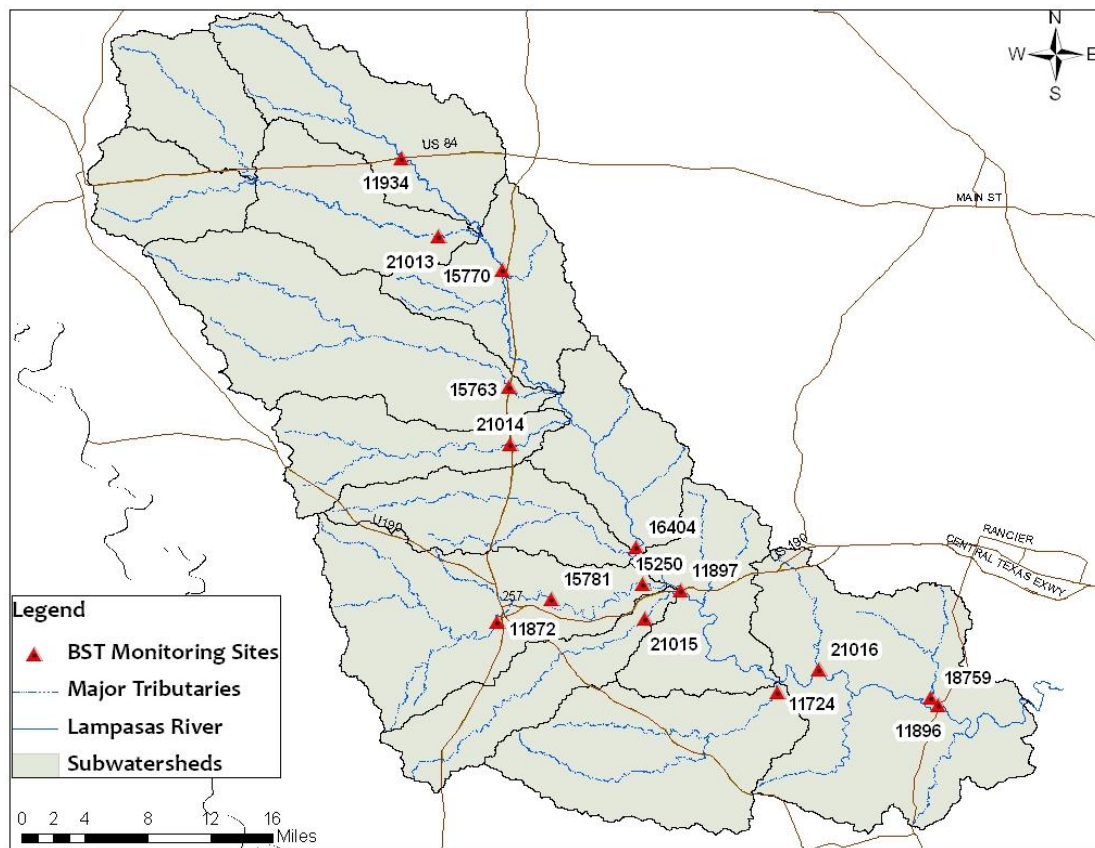 N
W E
S
US 84
11934
MAIN ST
21013
15770
15763
21014
U190
16404
US 190
RANCIER
CENTRAL TEXAS EXWY
15250
11897
15781
257
11872
21015
21016
18759
11724
11896
Legend
BST Monitoring Sites
Major Tributaries
Lampasas River
Subwatersheds
0 2 4 8 12 16
Miles